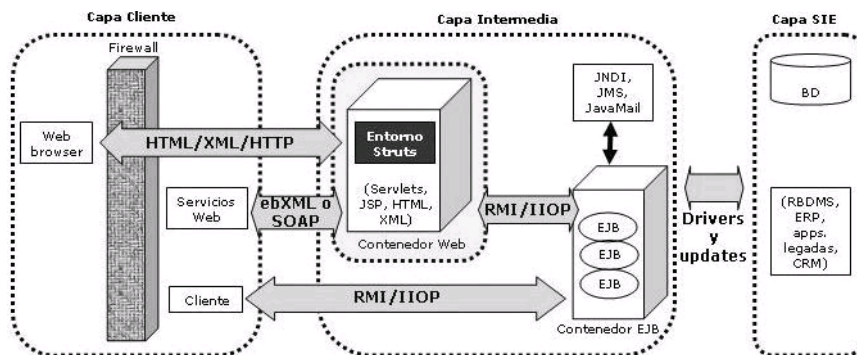 Capa Cliente
Capa Intermedia
Capa SIE
Firewall
JNDI,
JMS,
JavaMail
BD
Web
browser
HTML/XML/HTTP
Entorno
Struts
(Servlets,
JSP, HTML,
XML)
Contenedor Web
Servicios
Web
ebXML o
SOAP
RMI/IIOP
EJB
EJB
EJB
Contenedor EJB
Drivers
y
updates
(RBDMS,
ERP,
apps.
legadas,
CRM)
Cliente
RMI/IIOP